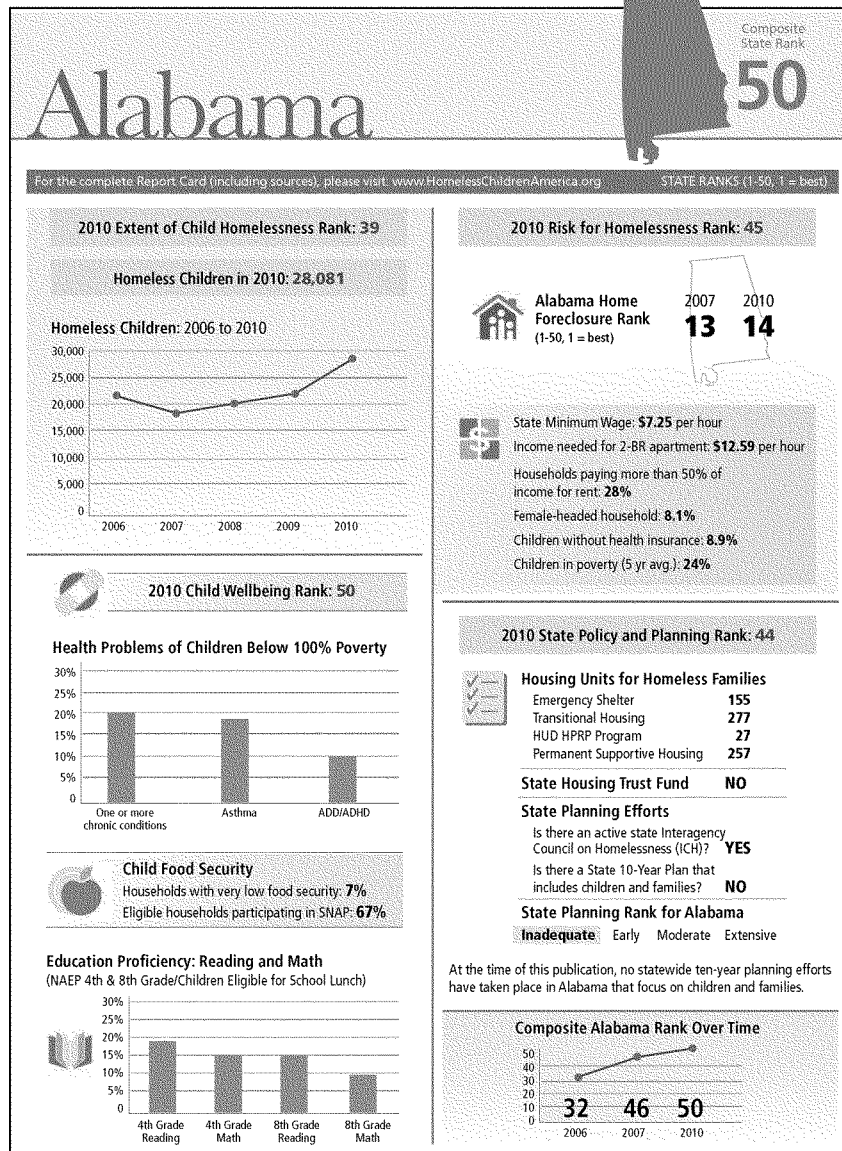 Alabama
Composite
State Rank
50
For the complete Report Card (including sources), please visit: www.HomelessChildrenAmerica.org
STATE RANKS (1-50, 1 = best)
2010 Extent of Child Homelessness Rank: 39
Homeless Children in 2010: 28,081
Homeless Children: 2006 to 2010
30,000
25,000
20,000
15,000
10,000
5,000
0
2006 2007 2008 2009 2010
2010 Child Wellbeing Rank: 50
Health Problems of Children Below 100% Poverty
30%
25%
20%
15%
10%
5%
0
One or more
chronic conditions
Asthma
ADD/ADHD
Child Food Security
Households with very low food security: 7%
Eligible households participating in SNAP: 67%
Education Proficiency: Reading and Math
(NAEP 4th & 8th Grade/Children Eligible for School Lunch)
30%
25%
20%
15%
10%
5%
0
4th Grade
Reading
4th Grade
Math
8th Grade
Reading
8th Grade
Math
2010 Risk for Homelessness Rank: 45
Alabama Home
Foreclosure Rank
(1-50, 1 = best)
2007 2010
13 14
$
State Minimum Wage: $7.25 per hour
Income needed for 2-BR apartment: $12.59 per hour
Households paying more than 50% of
income for rent: 28%
Female-headed household: 8.1%
Children without health insurance: 8.9%
Children in poverty (5 yr avg.): 24%
2010 State Policy and Planning Rank: 44
Housing Units for Homeless Families
Emergency Shelter 155
Transitional Housing 277
HUD HPRP Program 27
Permanent Supportive Housing 257
State Housing Trust Fund NO
State Planning Efforts
Is there an active state Interagency
Council on Homelessness (ICH)? YES
Is there a State 10-Year Plan that
includes children and families? NO
State Planning Rank for Alabama
Inadequate Early Moderate Extensive
At the time of this publication, no statewide ten-year planning efforts
have taken place in Alabama that focus on children and families.
Composite Alabama Rank Over Time
50
40
30
20
10
0
32 46 50
2006 2007 2010